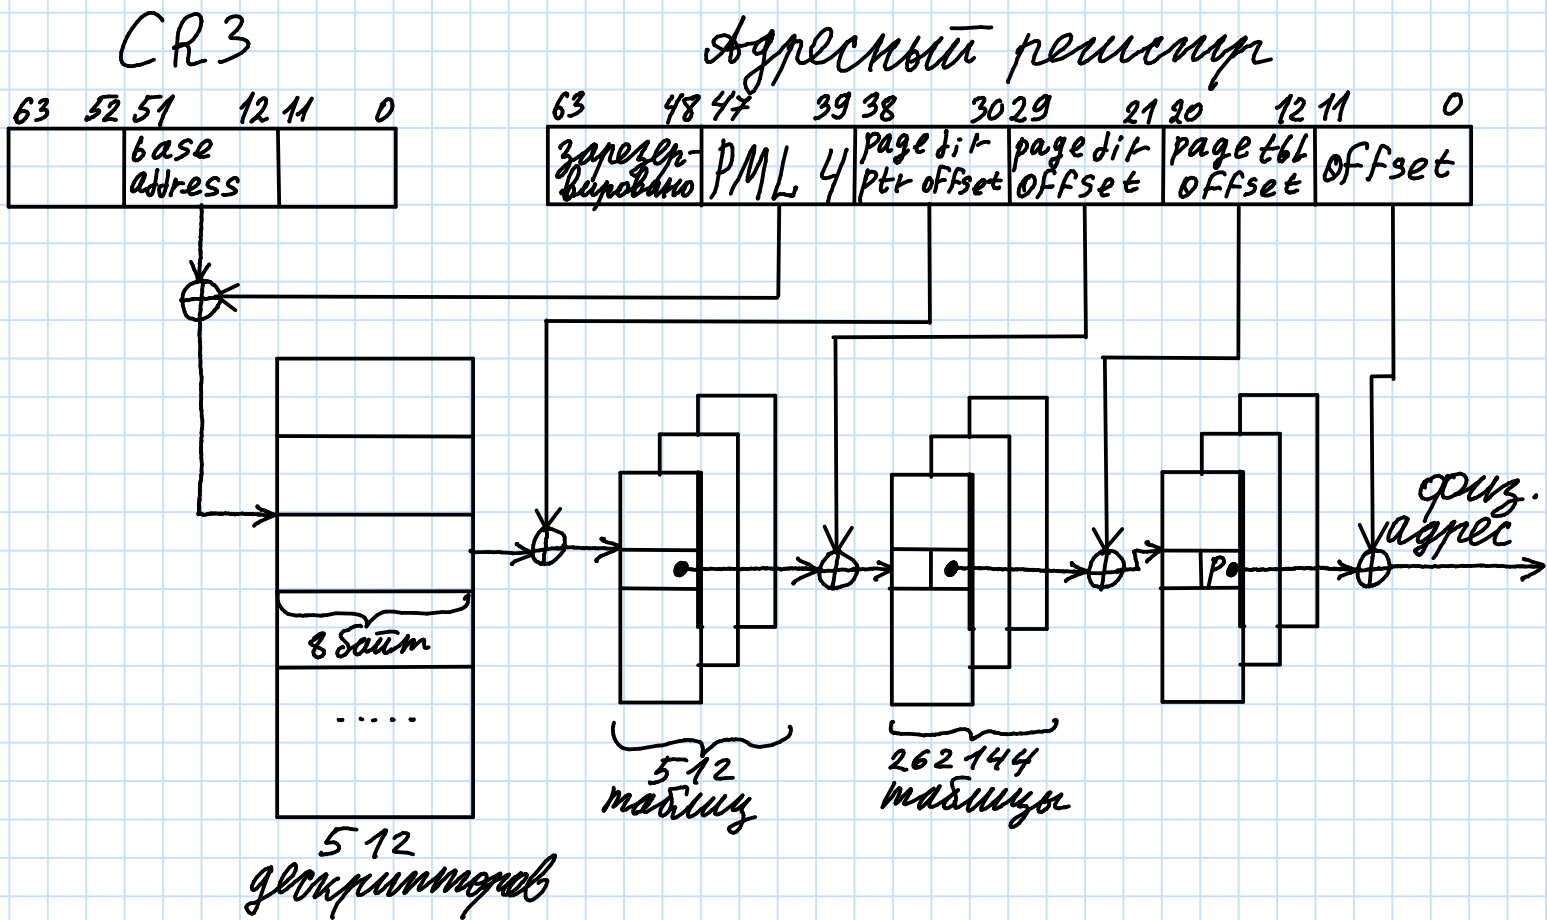 CR3
Адресный регистр
63 52 51 12 11 0
63 48 47 39 38 30 29 21 20 12 11 0
base
address
зарезер-
вировано
PML 4
page dir
ptr offset
page dir
offset
page tbl
offset
offset
физ.
адрес
P
8 байт
.....
512
таблиц
262144
таблицы
512
дескрипторов